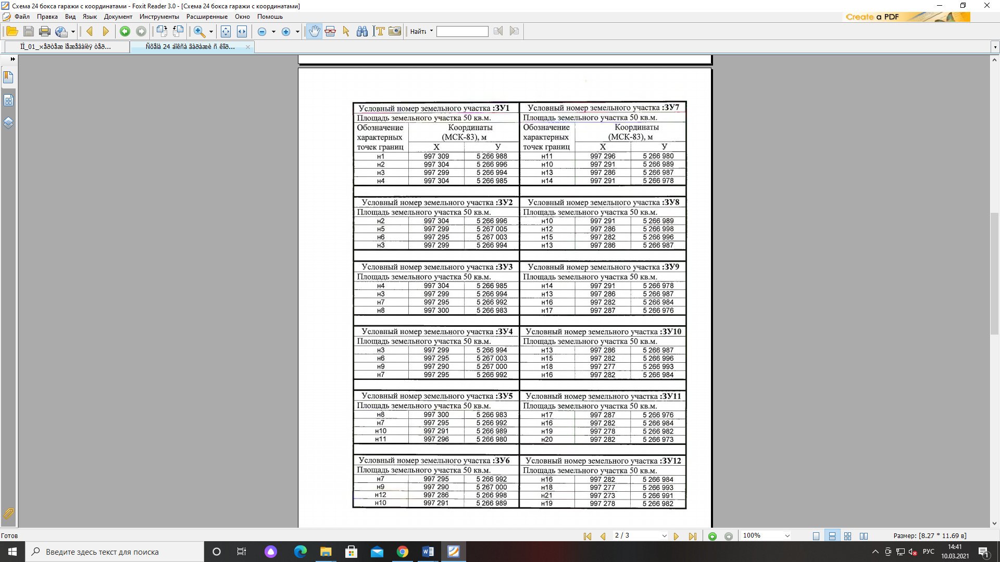 Схема 24 бокса гаражи с координатами - Foxit Reader 3.0 - [Схема 24 бокса гаражи с координатами]
Файл Правка Вид Язык Документ Инструменты Расширенные Окно Помощь
Create a PDF
Найти
ÏÌ_01_×åðòåæ ìåæåâàíèÿ òåð...
Ñõåìà 24 áîêñà ãàðàæè ñ êîîð...
Условный номер земельного участка :ЗУ1
Площадь земельного участка 50 кв.м.
Обозначение характерных точек границ
Координаты (МСК-83), м
Х У
н1 997 309 5 266 988
н2 997 304 5 266 996
н3 997 299 5 266 994
н4 997 304 5 266 985
Условный номер земельного участка :ЗУ2
Площадь земельного участка 50 кв.м.
н2 997 304 5 266 996
н5 997 299 5 267 005
н6 997 295 5 267 003
н3 997 299 5 266 994
Условный номер земельного участка :ЗУ3
Площадь земельного участка 50 кв.м.
н4 997 304 5 266 985
н3 997 299 5 266 994
н7 997 295 5 266 992
н8 997 300 5 266 983
Условный номер земельного участка :ЗУ4
Площадь земельного участка 50 кв.м.
н3 997 299 5 266 994
н6 997 295 5 267 003
н9 997 290 5 267 000
н7 997 295 5 266 992
Условный номер земельного участка :ЗУ5
Площадь земельного участка 50 кв.м.
н8 997 300 5 266 983
н7 997 295 5 266 992
н10 997 291 5 266 989
н11 997 296 5 266 980
Условный номер земельного участка :ЗУ6
Площадь земельного участка 50 кв.м.
н7 997 295 5 266 992
н9 997 290 5 267 000
н12 997 286 5 266 998
н10 997 291 5 266 989
Условный номер земельного участка :ЗУ7
Площадь земельного участка 50 кв.м.
Обозначение характерных точек границ
Координаты (МСК-83), м
Х У
н11 997 296 5 266 980
н10 997 291 5 266 989
н13 997 286 5 266 987
н14 997 291 5 266 978
Условный номер земельного участка :ЗУ8
Площадь земельного участка 50 кв.м.
н10 997 291 5 266 989
н12 997 286 5 266 998
н15 997 282 5 266 996
н13 997 286 5 266 987
Условный номер земельного участка :ЗУ9
Площадь земельного участка 50 кв.м.
н14 997 291 5 266 978
н13 997 286 5 266 987
н16 997 282 5 266 984
н17 997 287 5 266 976
Условный номер земельного участка :ЗУ10
Площадь земельного участка 50 кв.м.
н13 997 286 5 266 987
н15 997 282 5 266 996
н18 997 277 5 266 993
н16 997 282 5 266 984
Условный номер земельного участка :ЗУ11
Площадь земельного участка 50 кв.м.
н17 997 287 5 266 976
н16 997 282 5 266 984
н19 997 278 5 266 982
н20 997 282 5 266 973
Условный номер земельного участка :ЗУ12
Площадь земельного участка 50 кв.м.
н16 997 282 5 266 984
н18 997 277 5 266 993
н21 997 273 5 266 991
н19 997 278 5 266 982
Готов
2 / 3
100%
Размер: [8.27 * 11.69 в]
Введите здесь текст для поиска
РУС
14:41
10.03.2021
1